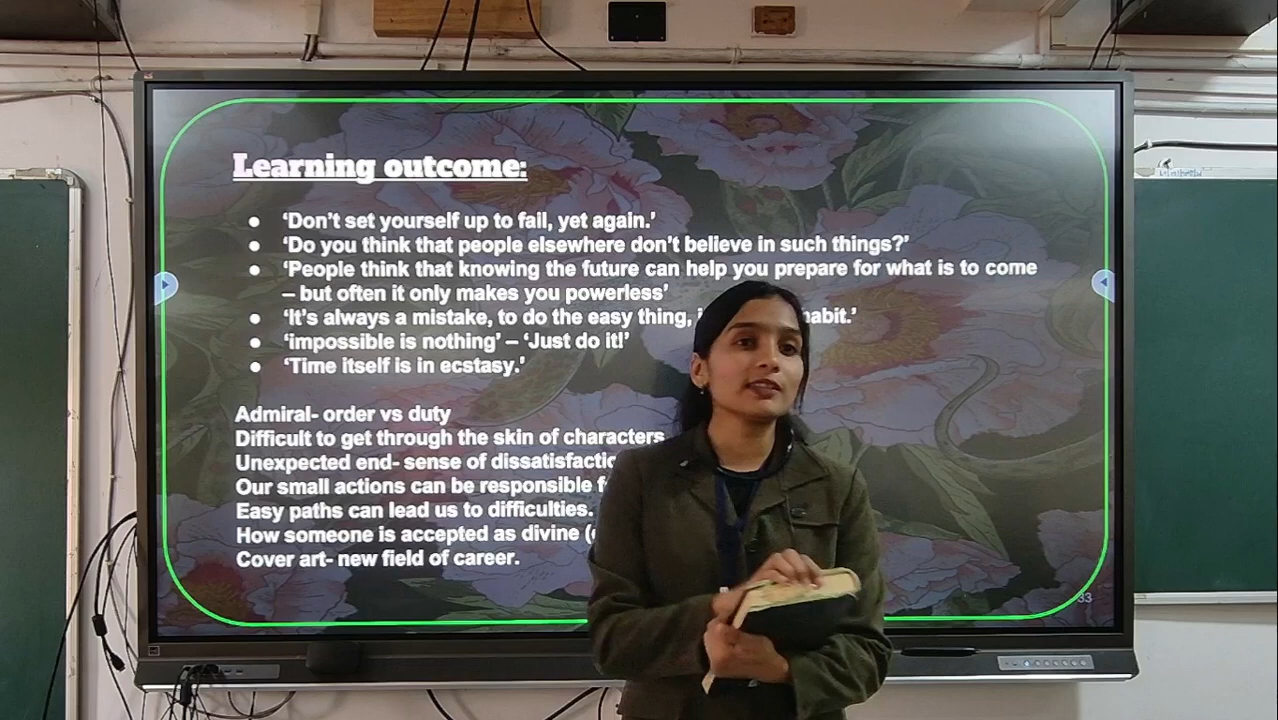 Learning outcome:
● ‘Don’t set yourself up to fail, yet again.’
● ‘Do you think that people elsewhere don’t believe in such things?’
● ‘People think that knowing the future can help you prepare for what is to come
– but often it only makes you powerless’
● ‘It’s always a mistake, to do the easy thing, habit.’
● ‘impossible is nothing’ – ‘Just do it!’
● ‘Time itself is in ecstasy.’
Admiral- order vs duty
Difficult to get through the skin of characters
Unexpected end- sense of
Our small actions can be responsible
Easy paths can lead us to difficulties.
How someone is accepted as divine
Cover art- new field of career.
33